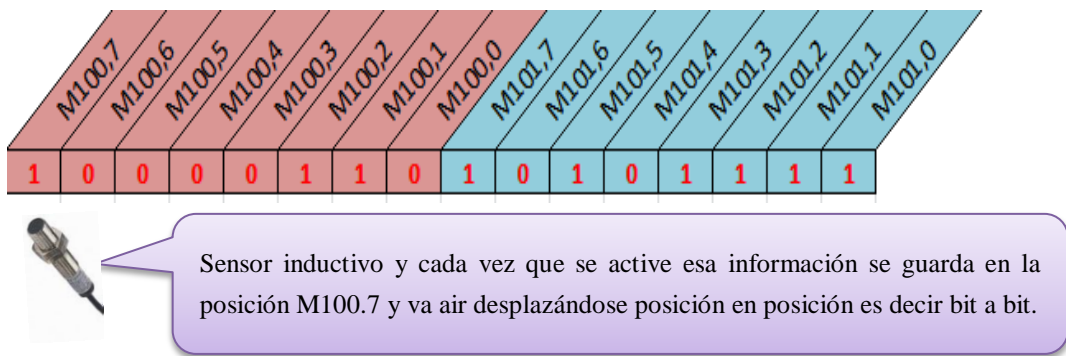 M100,7 M100,6 M100,5 M100,4 M100,3 M100,2 M100,1 M100,0 M101,7 M101,6 M101,5 M101,4 M101,3 M101,2 M101,1 M101,0
1 0 0 0 0 1 1 0 1 0 1 0 1 1 1 1
Sensor inductivo y cada vez que se active esa información se guarda en la
posición M100.7 y va air desplazándose posición en posición es decir bit a bit.